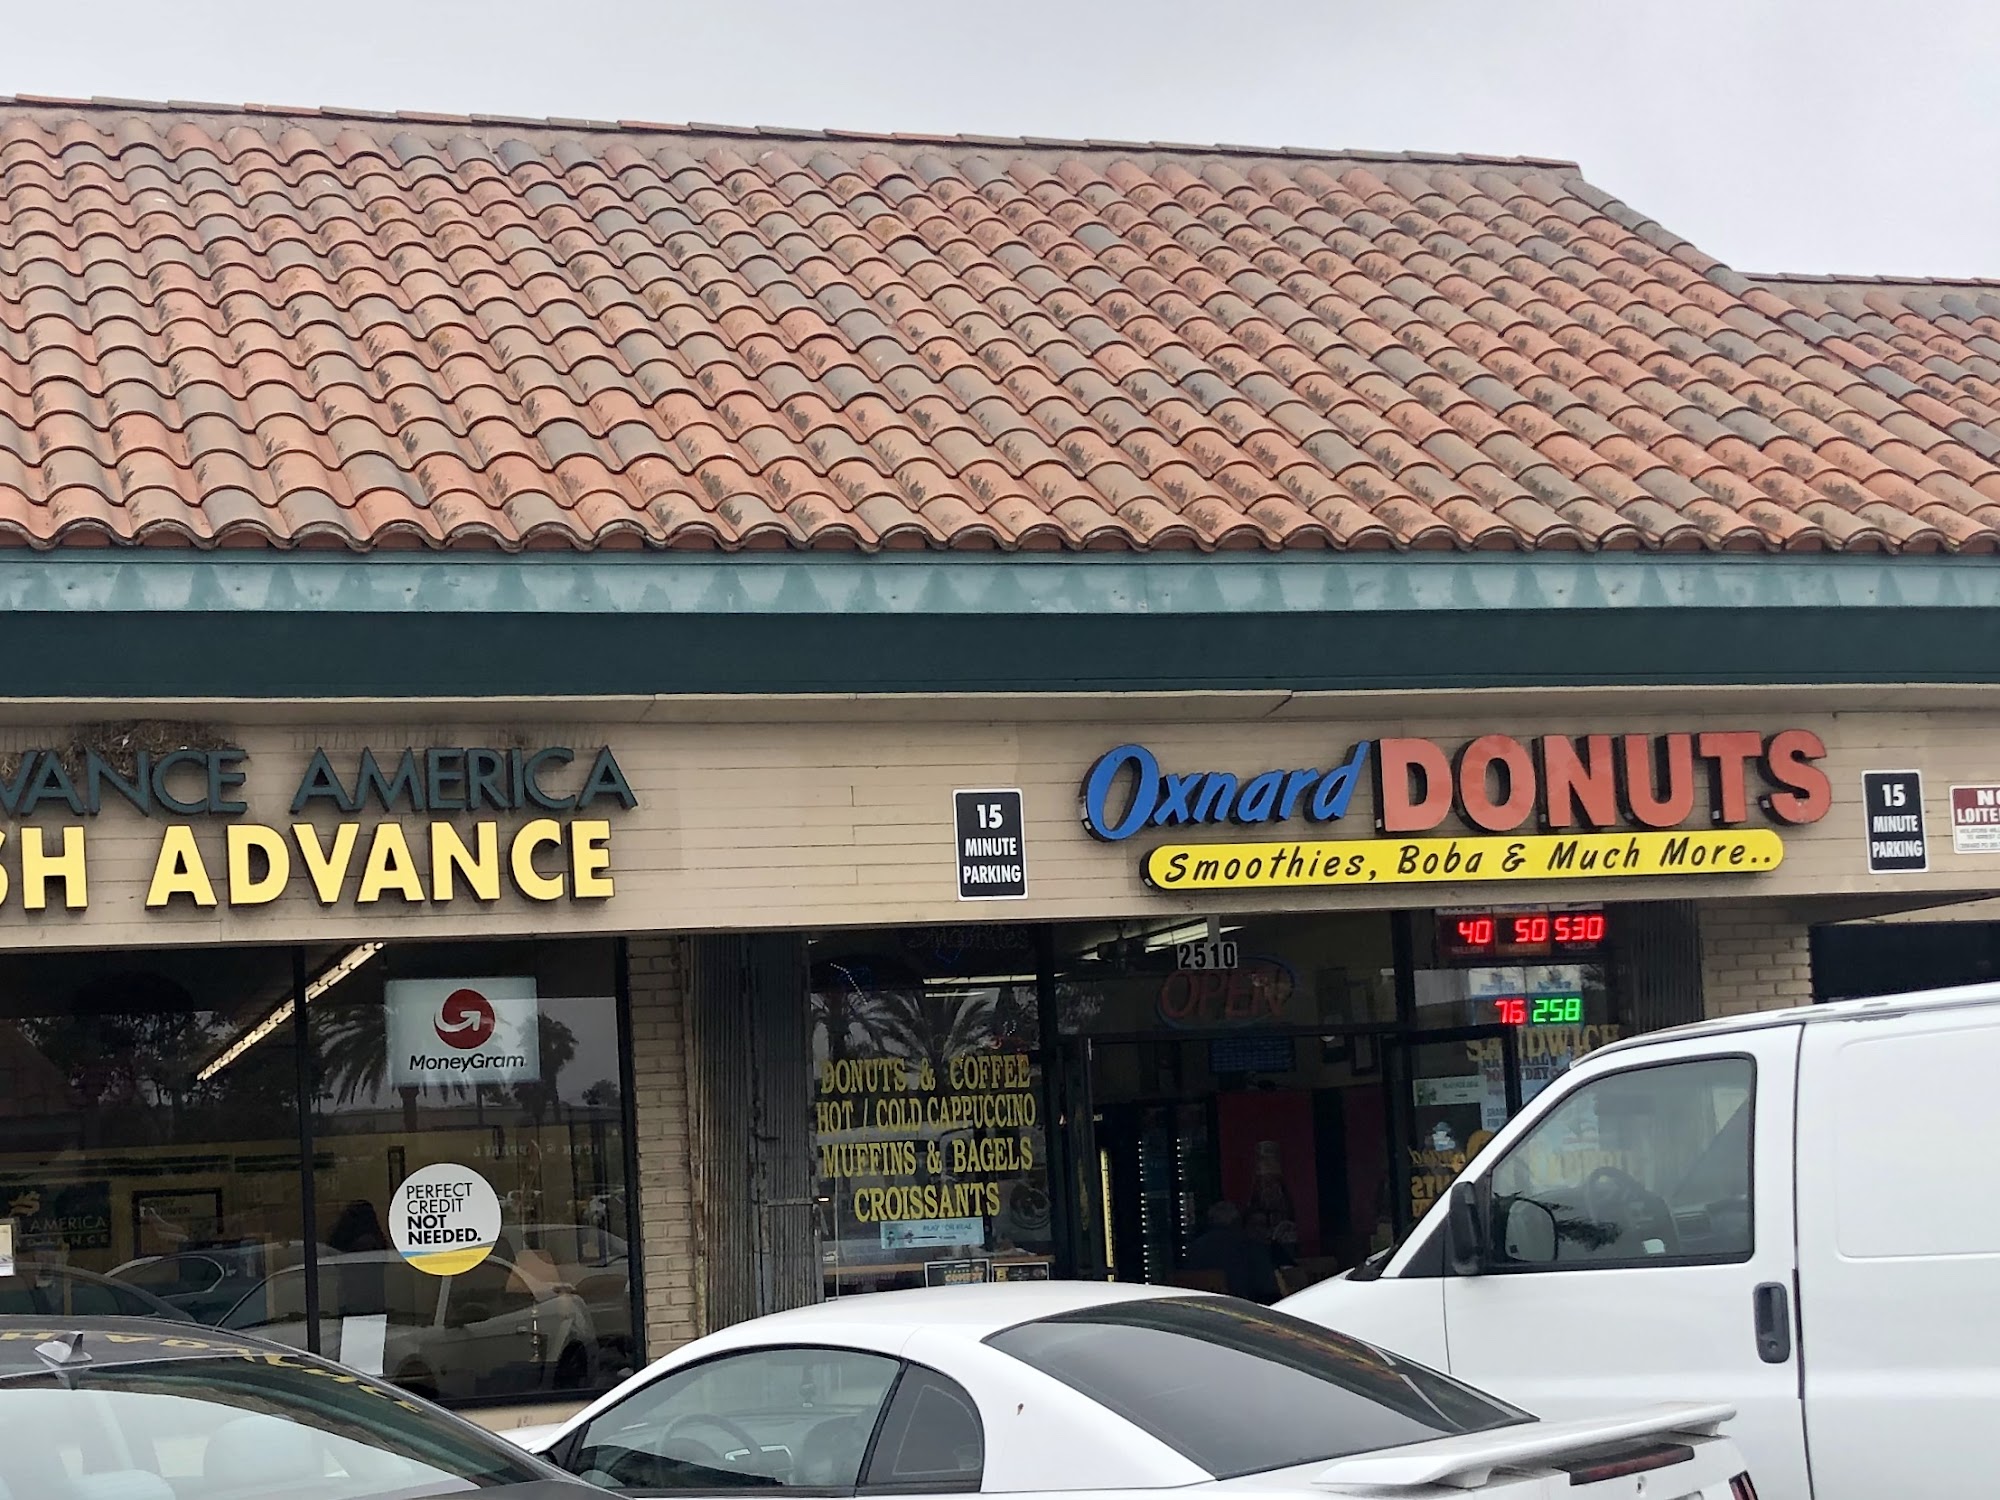 VANCE AMERICA
SH ADVANCE
15
MINUTE
PARKING
Oxnard DONUTS
Smoothies, Boba & Much More..
15
MINUTE
PARKING
40 50 530
76 258
2510
OPEN
MoneyGram
PERFECT
CREDIT
NOT
NEEDED.
DONUTS & COFFEE
HOT / COLD CAPPUCCINO
MUFFINS & BAGELS
CROISSANTS
AMERICA